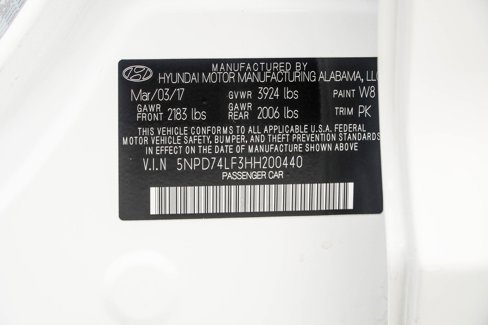 MANUFACTURED BY
HYUNDAI MOTOR MANUFACTURING ALABAMA, LLC
Mar/03/17 GVWR 3924 lbs PAINT W8
GAWR FRONT 2183 lbs GAWR REAR 2006 lbs TRIM PK
THIS VEHICLE CONFORMS TO ALL APPLICABLE U.S.A. FEDERAL
MOTOR VEHICLE SAFETY, BUMPER, AND THEFT PREVENTION STANDARDS
IN EFFECT ON THE DATE OF MANUFACTURE SHOWN ABOVE.
V.I.N 5NPD74LF3HH200440
PASSENGER CAR